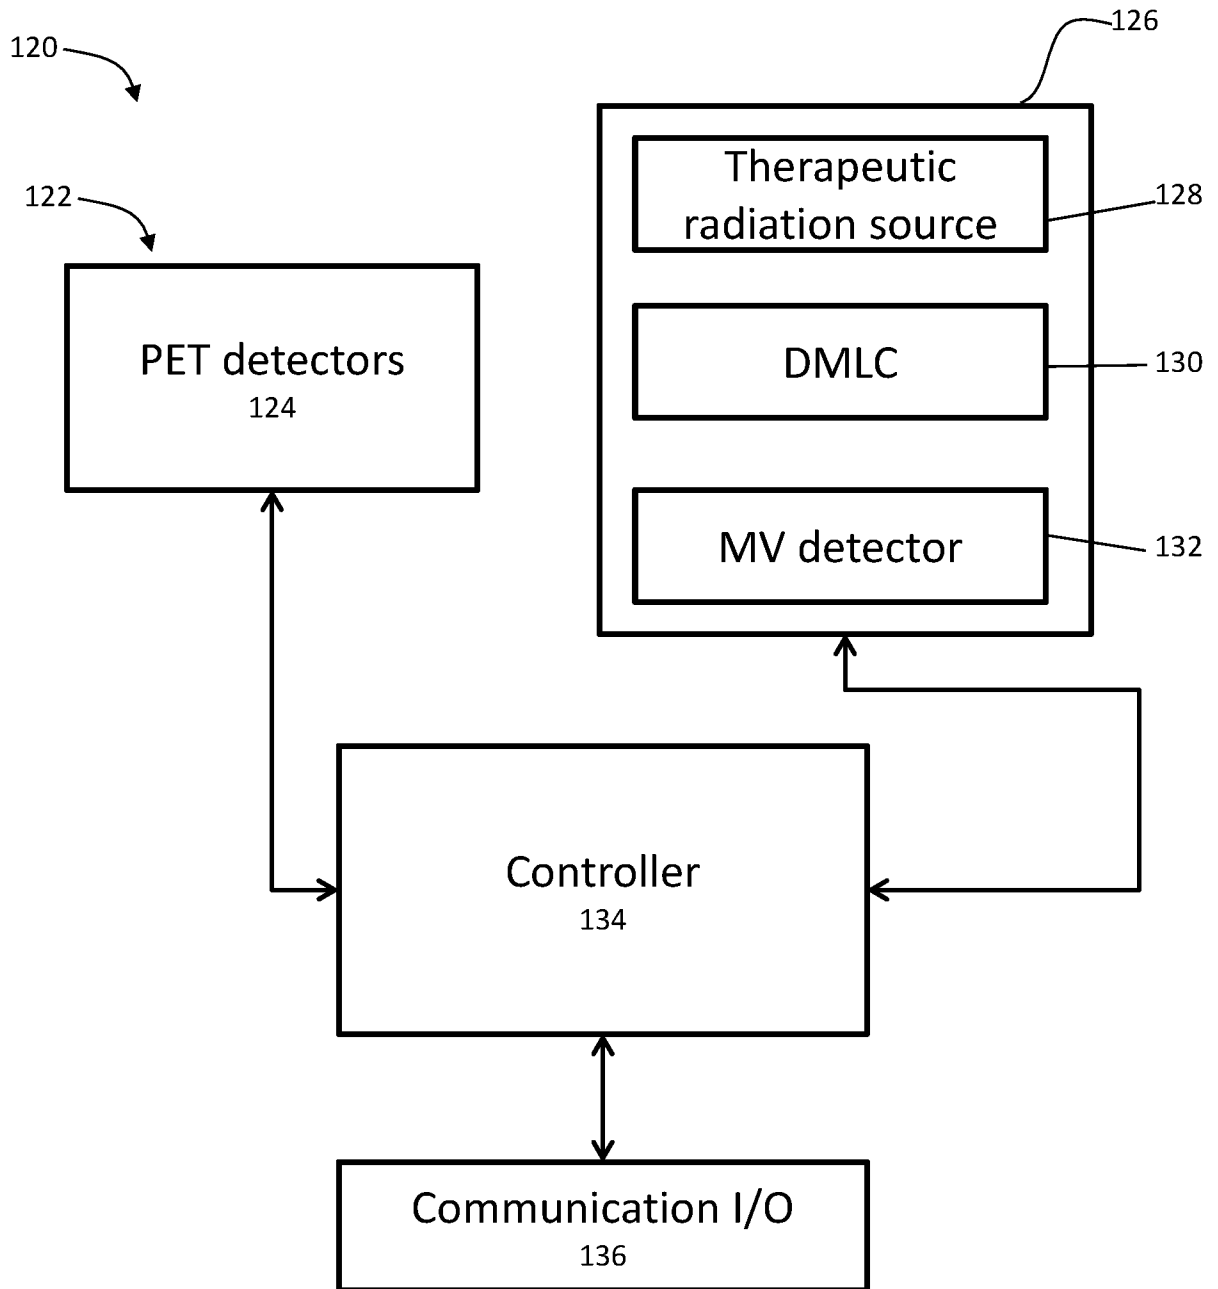 126
120
Therapeutic
radiation source
128
122
PET detectors
124
DMLC
130
MV detector
132
Controller
134
Communication I/O
136